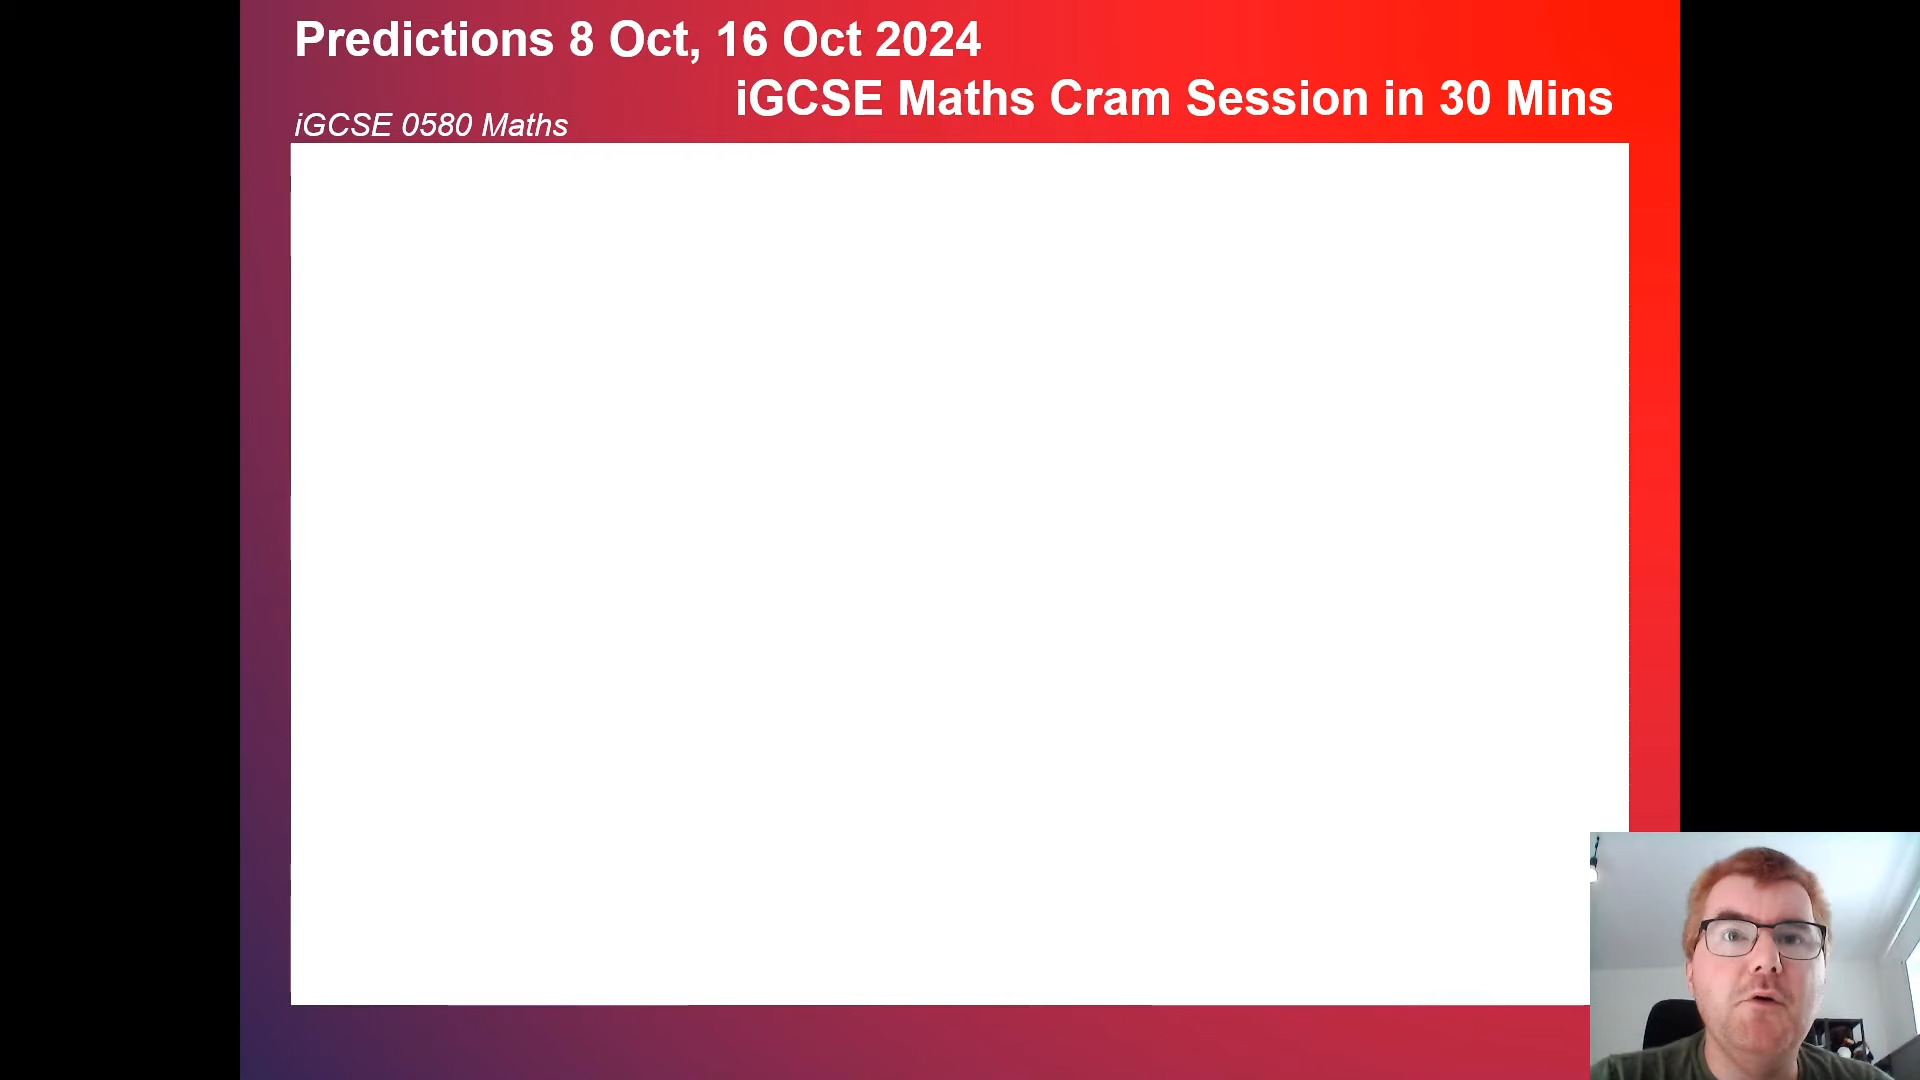 Predictions 8 Oct, 16 Oct 2024
iGCSE Maths Cram Session in 30 Mins
iGCSE 0580 Maths